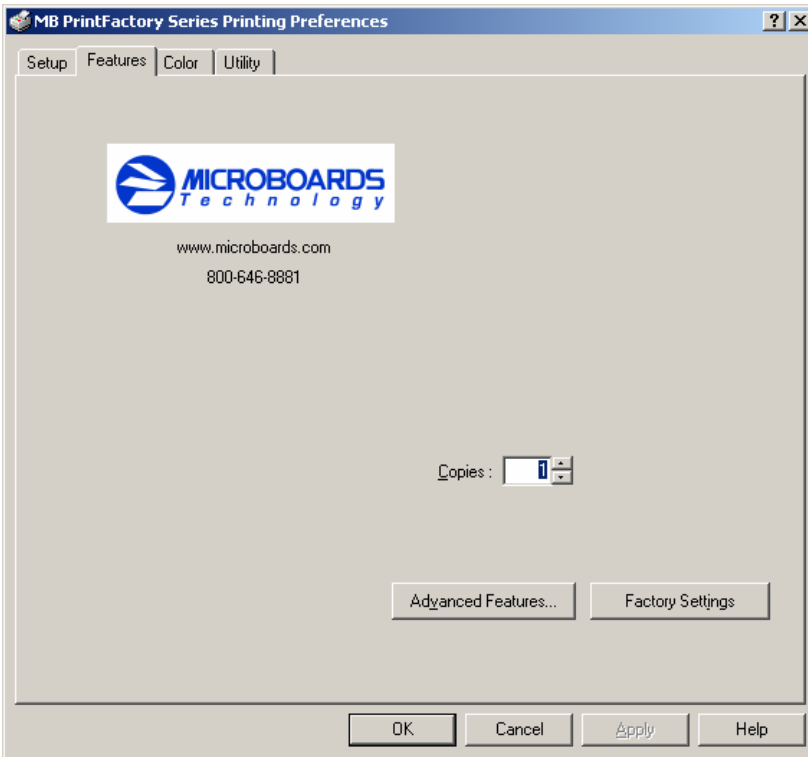 MB PrintFactory Series Printing Preferences
Setup Features Color Utility
MICROBOARDS
Technology
www.microboards.com
800-646-8881
Copies : 1
Advanced Features... Factory Settings
OK Cancel Apply Help